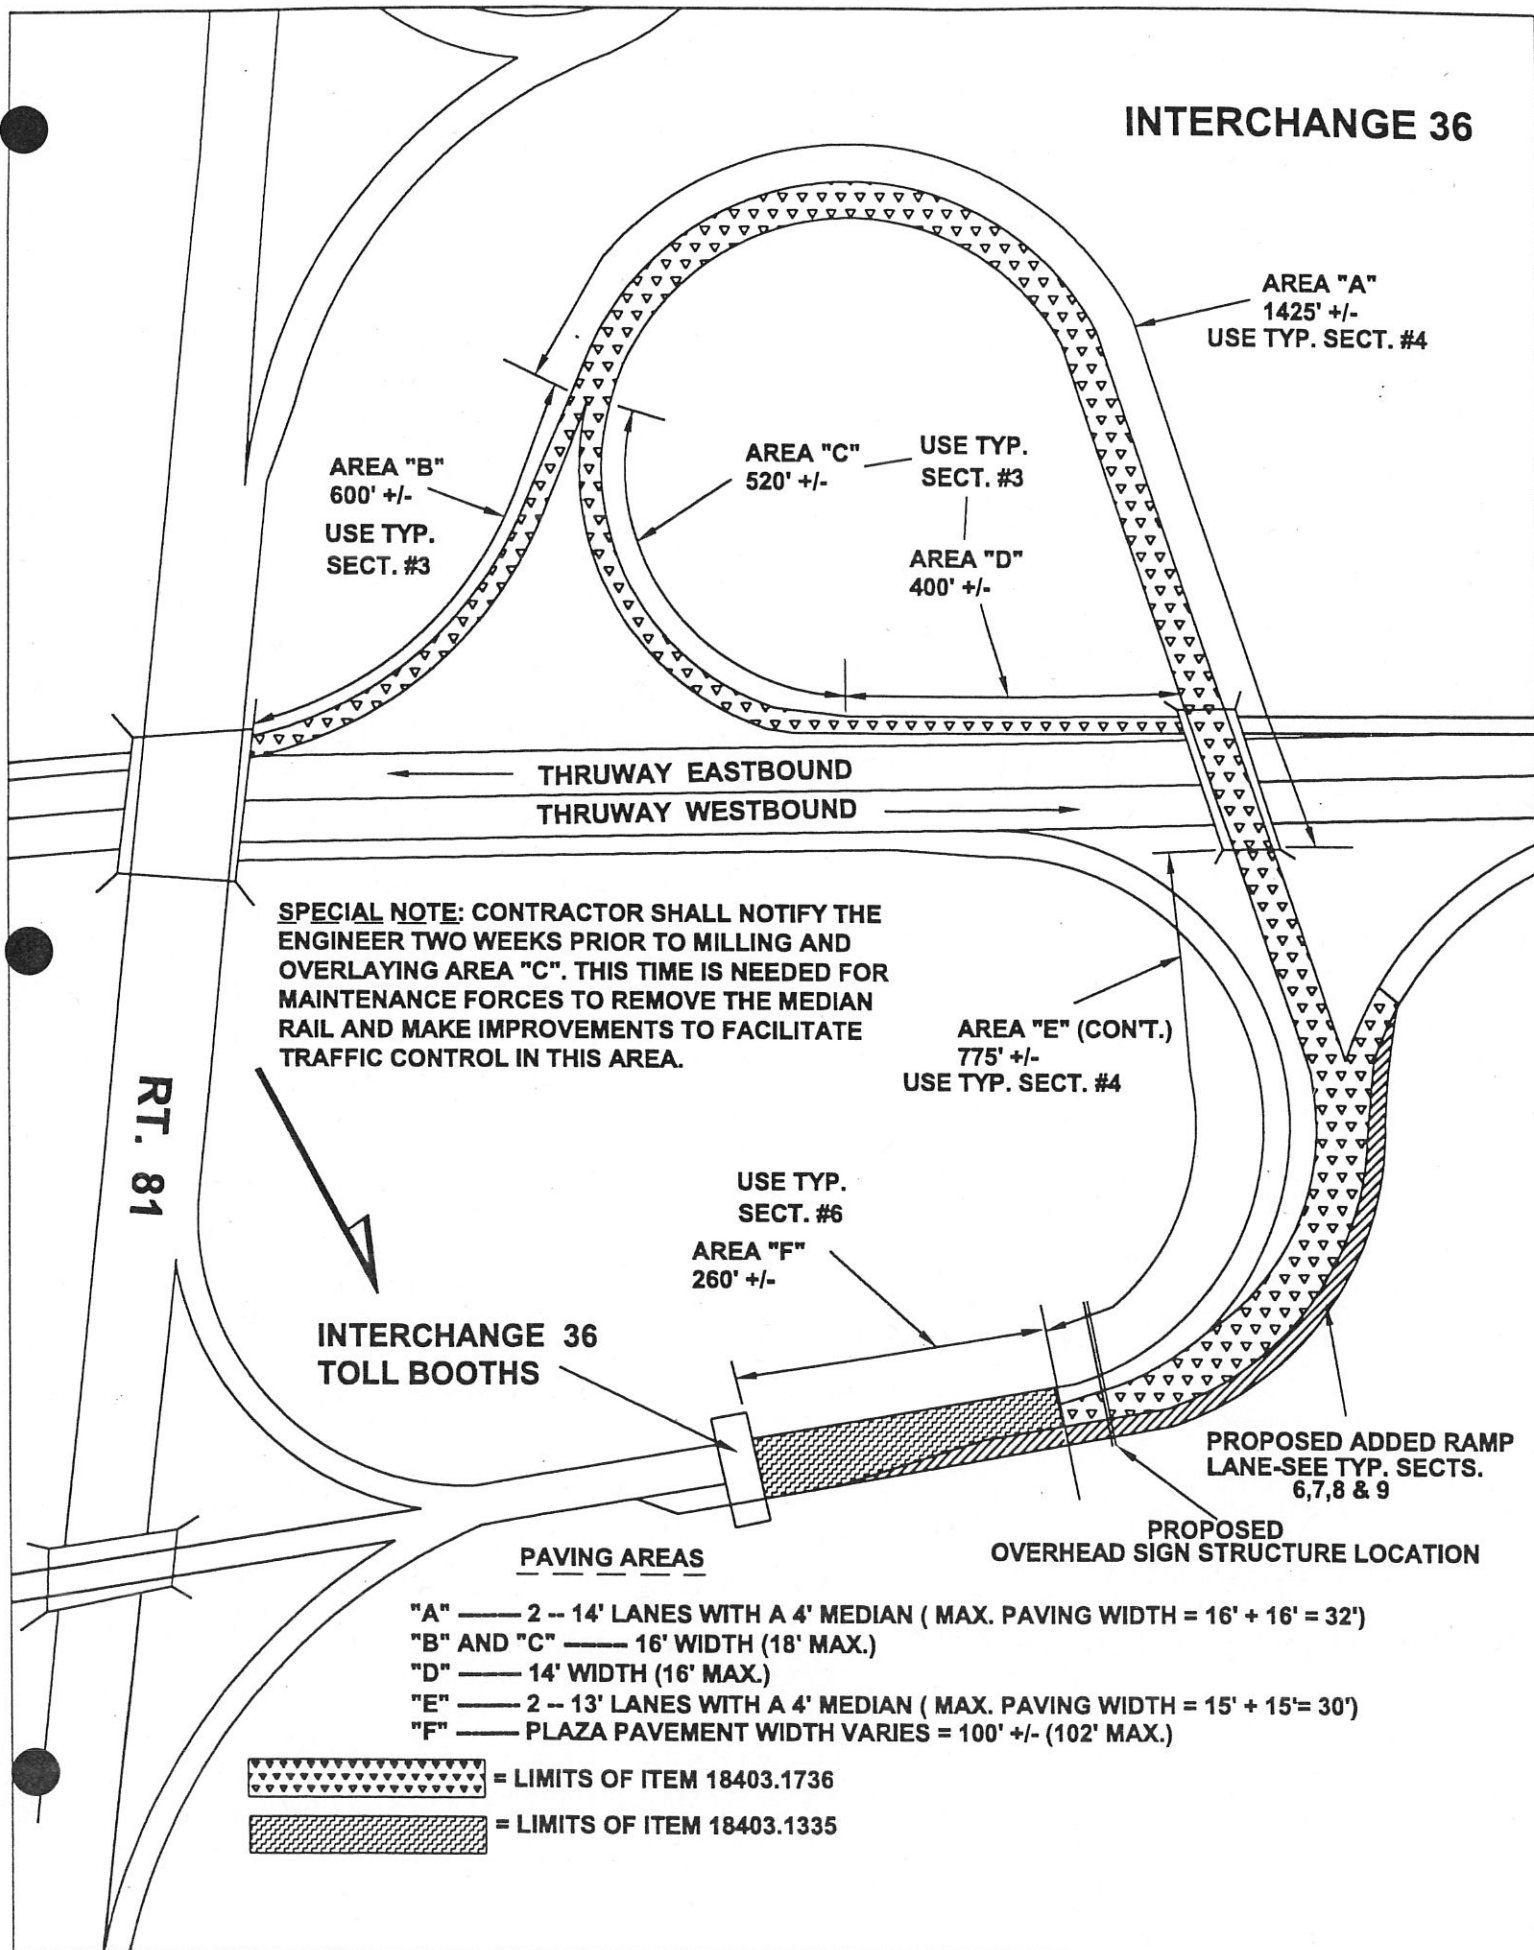 INTERCHANGE 36
AREA "A"
1425' +/-
USE TYP. SECT. #4
AREA "B"
600' +/-
USE TYP.
SECT. #3
AREA "C"
520' +/-
USE TYP.
SECT. #3
AREA "D"
400' +/-
THRUWAY EASTBOUND
THRUWAY WESTBOUND
SPECIAL NOTE: CONTRACTOR SHALL NOTIFY THE
ENGINEER TWO WEEKS PRIOR TO MILLING AND
OVERLAYING AREA "C". THIS TIME IS NEEDED FOR
MAINTENANCE FORCES TO REMOVE THE MEDIAN
RAIL AND MAKE IMPROVEMENTS TO FACILITATE
TRAFFIC CONTROL IN THIS AREA.
AREA "E" (CON'T.)
775' +/-
USE TYP. SECT. #4
RT. 81
USE TYP.
SECT. #6
AREA "F"
260' +/-
INTERCHANGE 36
TOLL BOOTHS
PROPOSED ADDED RAMP
LANE-SEE TYP. SECTS.
6,7,8 & 9
PROPOSED
OVERHEAD SIGN STRUCTURE LOCATION
PAVING AREAS
"A" —— 2 -- 14' LANES WITH A 4' MEDIAN ( MAX. PAVING WIDTH = 16' + 16' = 32')
"B" AND "C" —— 16' WIDTH (18' MAX.)
"D" —— 14' WIDTH (16' MAX.)
"E" —— 2 -- 13' LANES WITH A 4' MEDIAN ( MAX. PAVING WIDTH = 15' + 15'= 30')
"F" —— PLAZA PAVEMENT WIDTH VARIES = 100' +/- (102' MAX.)
= LIMITS OF ITEM 18403.1736
= LIMITS OF ITEM 18403.1335